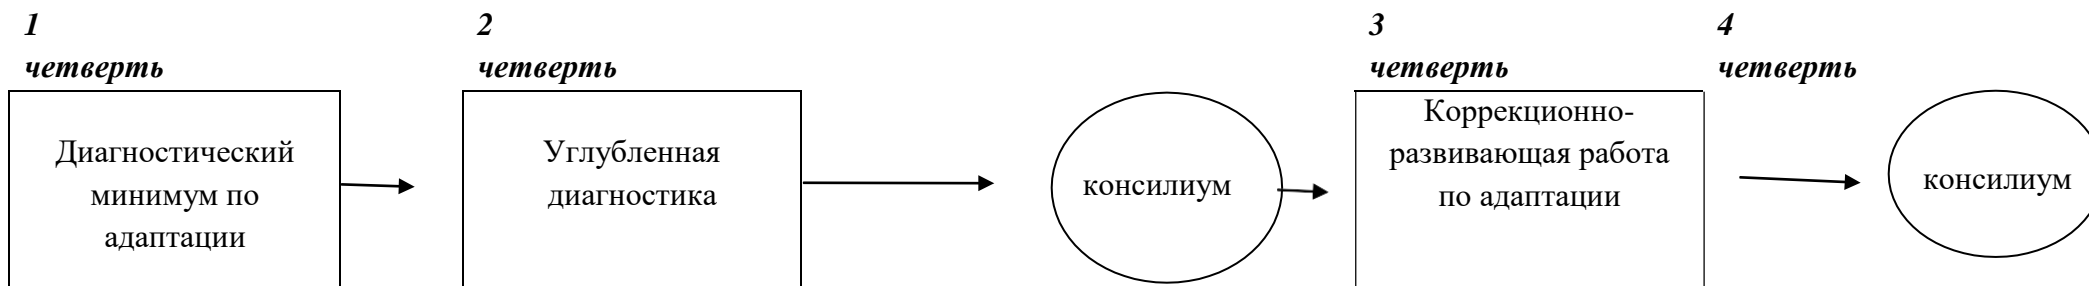 1
четверть
2
четверть
3
четверть
4
четверть
Диагностический
минимум по
адаптации
Углубленная
диагностика
консилиум
Коррекционно-
развивающая работа
по адаптации
консилиум